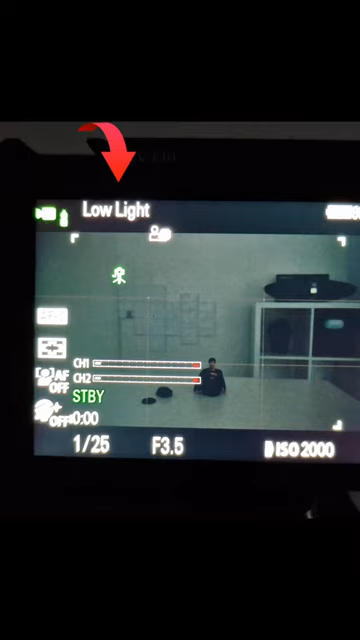 Low Light
CH1
CH2
AF
OFF
STBY
OFF
0:00
1/25
F3.5
ISO 2000